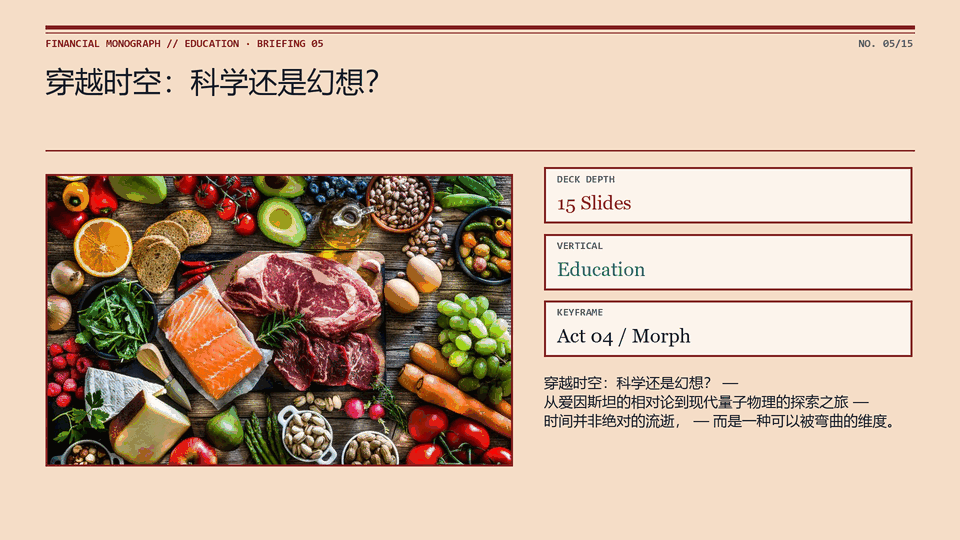 FINANCIAL MONOGRAPH // EDUCATION · BRIEFING 05
NO. 05/15
穿越时空：科学还是幻想？
DECK DEPTH
15 Slides
VERTICAL
Education
KEYFRAME
Act 04 / Morph
穿越时空：科学还是幻想？ —
从爱因斯坦的相对论到现代量子物理的探索之旅 —
时间并非绝对的流逝， — 而是一种可以被弯曲的维度。